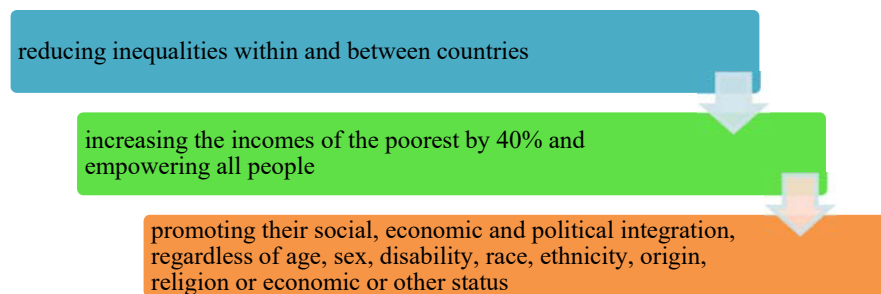 reducing inequalities within and between countries
increasing the incomes of the poorest by 40% and
empowering all people
promoting their social, economic and political integration,
regardless of age, sex, disability, race, ethnicity, origin,
religion or economic or other status